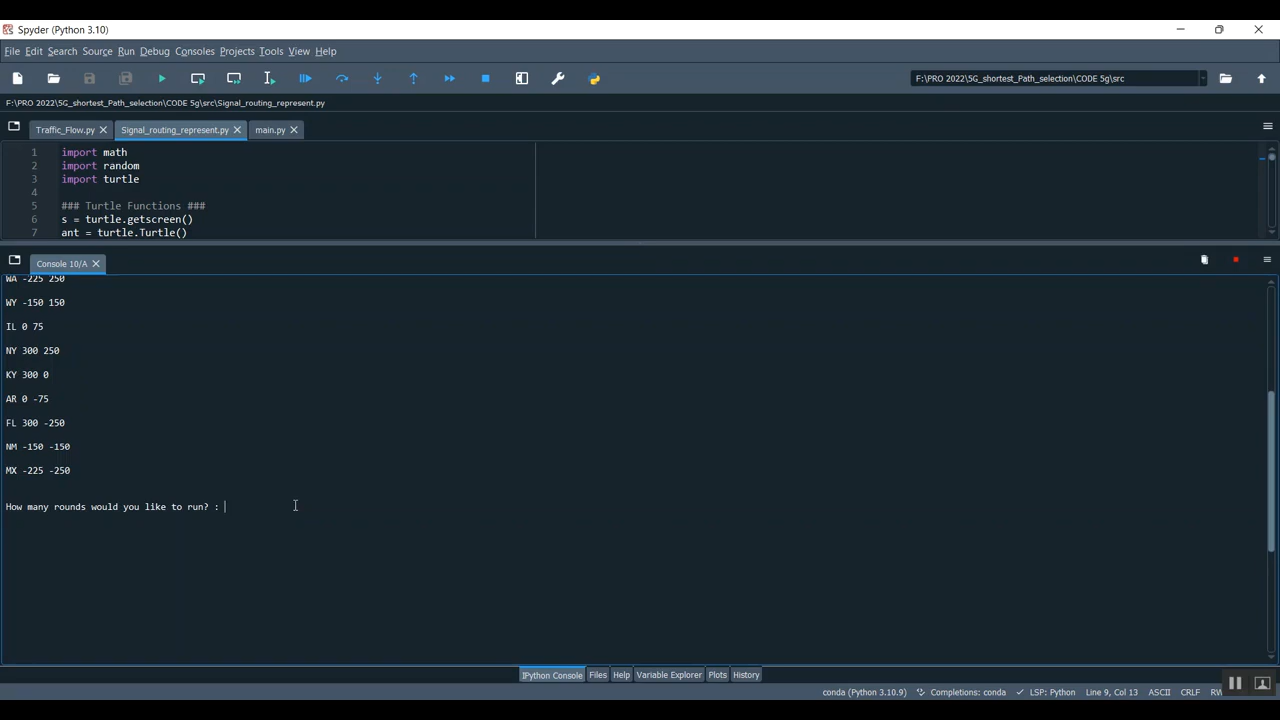 Spyder (Python 3.10)
File Edit Search Source Run Debug Consoles Projects Tools View Help
F:\PRO 2022\5G_shortest_Path_selection\CODE 5g\src
F:\PRO 2022\5G_shortest_Path_selection\CODE 5g\src\Signal_routing_represent.py
Traffic_Flow.py Signal_routing_represent.py main.py
1 import math
2 import random
3 import turtle
4
5 ### Turtle Functions ###
6 s = turtle.getscreen()
7 ant = turtle.Turtle()
Console 10/A
WA -225 250
WY -150 150
IL 0 75
NY 300 250
KY 300 0
AR 0 -75
FL 300 -250
NM -150 -150
MX -225 -250
How many rounds would you like to run? :
IPython Console Files Help Variable Explorer Plots History
conda (Python 3.10.9) Completions: conda LSP: Python Line 9, Col 13 ASCII CRLF RW